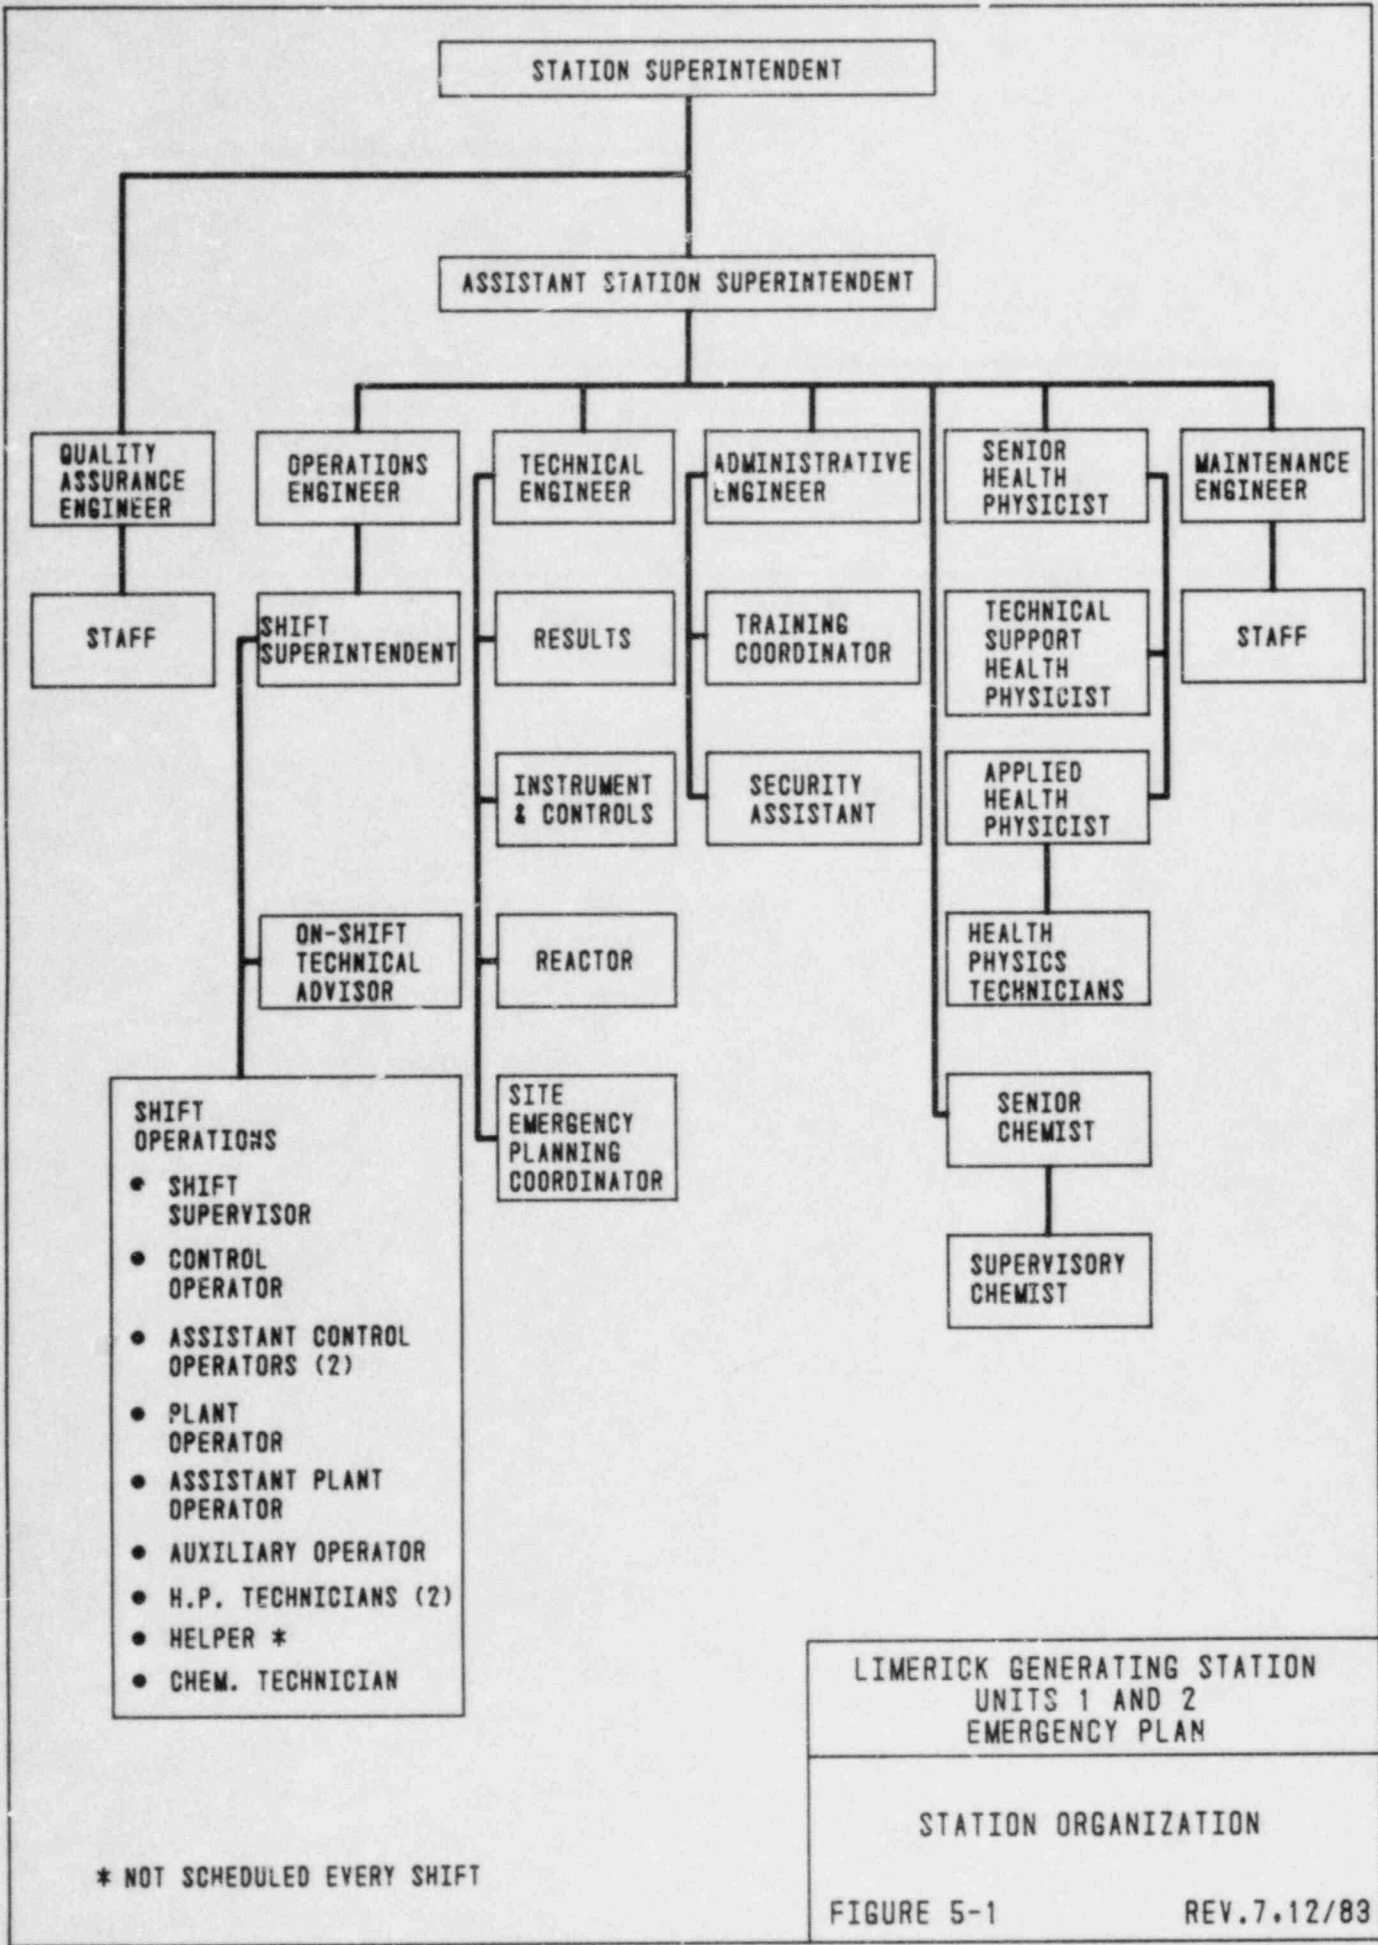 STATION SUPERINTENDENT
ASSISTANT STATION SUPERINTENDENT
QUALITY
ASSURANCE
ENGINEER
OPERATIONS
ENGINEER
TECHNICAL
ENGINEER
ADMINISTRATIVE
ENGINEER
SENIOR
HEALTH
PHYSICIST
MAINTENANCE
ENGINEER
STAFF
SHIFT
SUPERINTENDENT
RESULTS
TRAINING
COORDINATOR
TECHNICAL
SUPPORT
HEALTH
PHYSICIST
STAFF
INSTRUMENT
& CONTROLS
SECURITY
ASSISTANT
APPLIED
HEALTH
PHYSICIST
ON-SHIFT
TECHNICAL
ADVISOR
REACTOR
HEALTH
PHYSICS
TECHNICIANS
SHIFT
OPERATIONS
● SHIFT
SUPERVISOR
● CONTROL
OPERATOR
● ASSISTANT CONTROL
OPERATORS (2)
● PLANT
OPERATOR
● ASSISTANT PLANT
OPERATOR
● AUXILIARY OPERATOR
● H.P. TECHNICIANS (2)
● HELPER *
● CHEM. TECHNICIAN
SITE
EMERGENCY
PLANNING
COORDINATOR
SENIOR
CHEMIST
SUPERVISORY
CHEMIST
* NOT SCHEDULED EVERY SHIFT
LIMERICK GENERATING STATION
UNITS 1 AND 2
EMERGENCY PLAN
STATION ORGANIZATION
FIGURE 5-1 REV.7.12/83